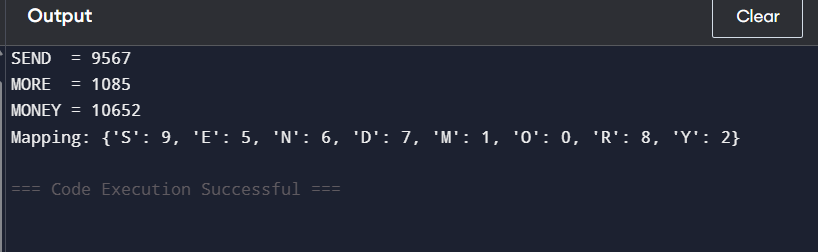 Output
Clear
SEND  = 9567
MORE  = 1085
MONEY = 10652
Mapping: {'S': 9, 'E': 5, 'N': 6, 'D': 7, 'M': 1, 'O': 0, 'R': 8, 'Y': 2}
=== Code Execution Successful ===